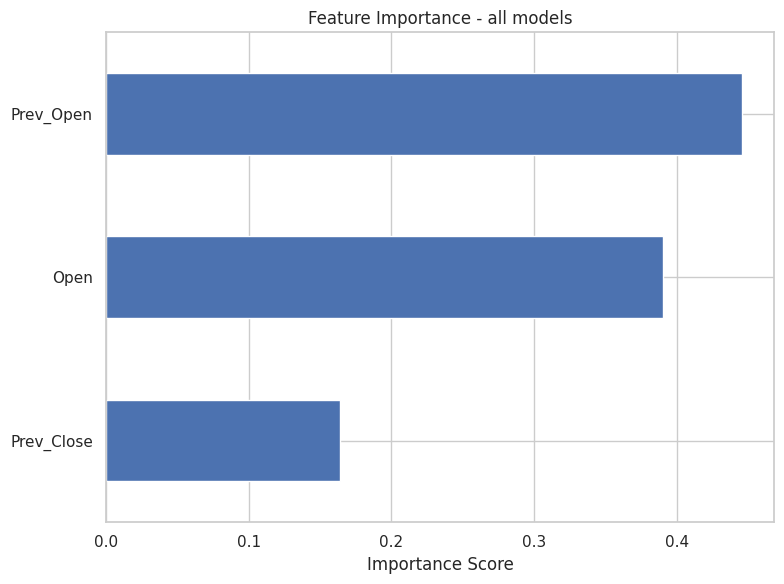 Feature Importance - all models
Prev_Open
Open
Prev_Close
0.0 0.1 0.2 0.3 0.4
Importance Score